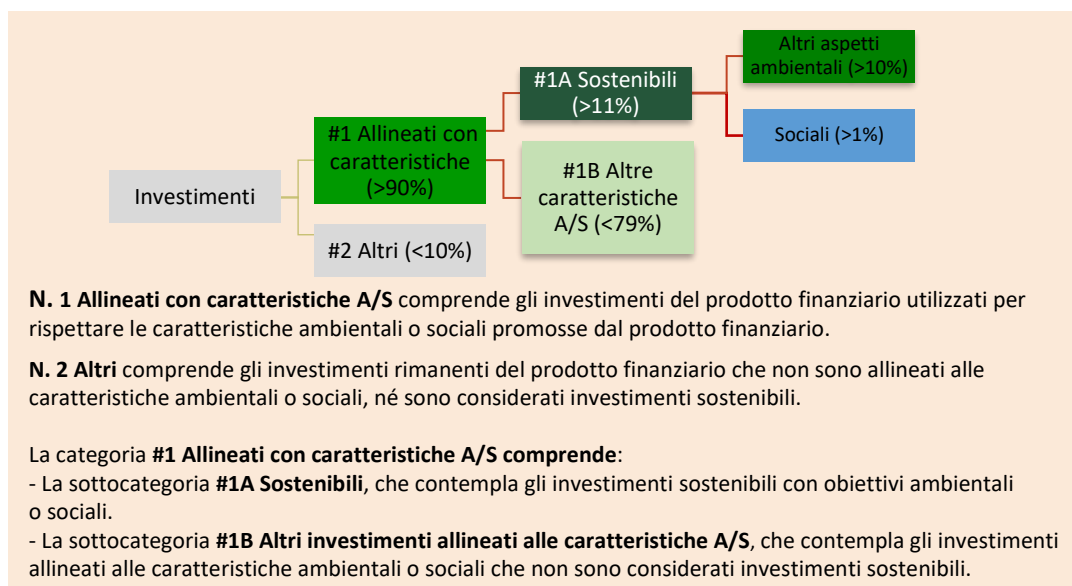 Altri aspetti
ambientali (>10%)
#1A Sostenibili
(>11%)
Sociali (>1%)
#1 Allineati con
caratteristiche
(>90%)
#1B Altre
caratteristiche
A/S (<79%)
Investimenti
#2 Altri (<10%)
N. 1 Allineati con caratteristiche A/S comprende gli investimenti del prodotto finanziario utilizzati per
rispettare le caratteristiche ambientali o sociali promosse dal prodotto finanziario.
N. 2 Altri comprende gli investimenti rimanenti del prodotto finanziario che non sono allineati alle
caratteristiche ambientali o sociali, né sono considerati investimenti sostenibili.
La categoria #1 Allineati con caratteristiche A/S comprende:
- La sottocategoria #1A Sostenibili, che contempla gli investimenti sostenibili con obiettivi ambientali
o sociali.
- La sottocategoria #1B Altri investimenti allineati alle caratteristiche A/S, che contempla gli investimenti
allineati alle caratteristiche ambientali o sociali che non sono considerati investimenti sostenibili.